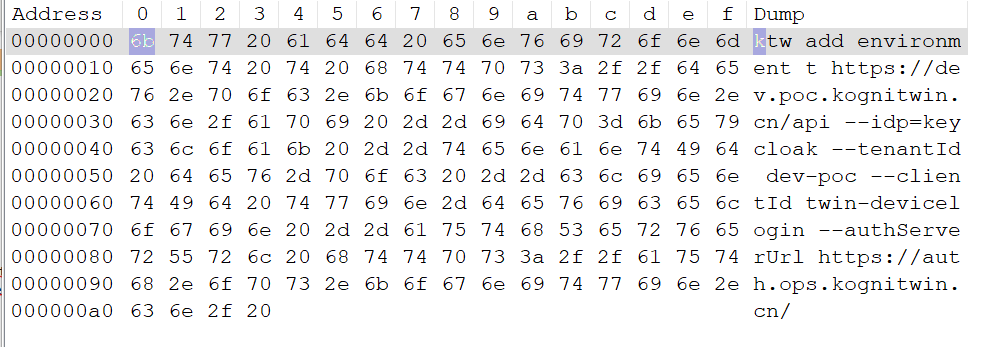 Address 0 1 2 3 4 5 6 7 8 9 a b c d e f Dump
00000000 6b 74 77 20 61 64 64 20 65 6e 76 69 72 6f 6e 6d ktw add environm
00000010 65 6e 74 20 74 20 68 74 74 70 73 3a 2f 2f 64 65 ent t https://de
00000020 76 2e 70 6f 63 2e 6b 6f 67 6e 69 74 77 69 6e 2e v.poc.kognitwin.
00000030 63 6e 2f 61 70 69 20 2d 2d 69 64 70 3d 6b 65 79 cn/api --idp=key
00000040 63 6c 6f 61 6b 20 2d 2d 74 65 6e 61 6e 74 49 64 cloak --tenantId
00000050 20 64 65 76 2d 70 6f 63 20 2d 2d 63 6c 69 65 6e  dev-poc --clien
00000060 74 49 64 20 74 77 69 6e 2d 64 65 76 69 63 65 6c tId twin-devicel
00000070 6f 67 69 6e 20 2d 2d 61 75 74 68 53 65 72 76 65 ogin --authServe
00000080 72 55 72 6c 20 68 74 74 70 73 3a 2f 2f 61 75 74 rUrl https://aut
00000090 68 2e 6f 70 73 2e 6b 6f 67 6e 69 74 77 69 6e 2e h.ops.kognitwin.
000000a0 63 6e 2f 20 cn/